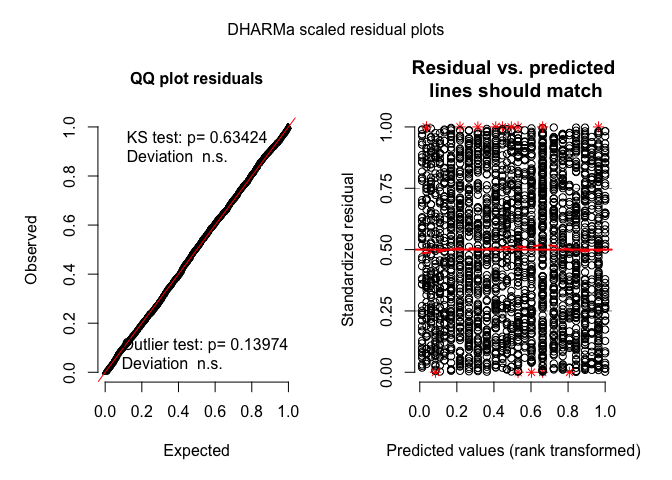 DHARMa scaled residual plots
QQ plot residuals
KS test: p= 0.63424
Deviation n.s.
Outlier test: p= 0.13974
Deviation n.s.
Observed
0.0 0.2 0.4 0.6 0.8 1.0
0.0 0.2 0.4 0.6 0.8 1.0
Expected
Residual vs. predicted
lines should match
Standardized residual
0.00 0.25 0.50 0.75 1.00
0.0 0.2 0.4 0.6 0.8 1.0
Predicted values (rank transformed)